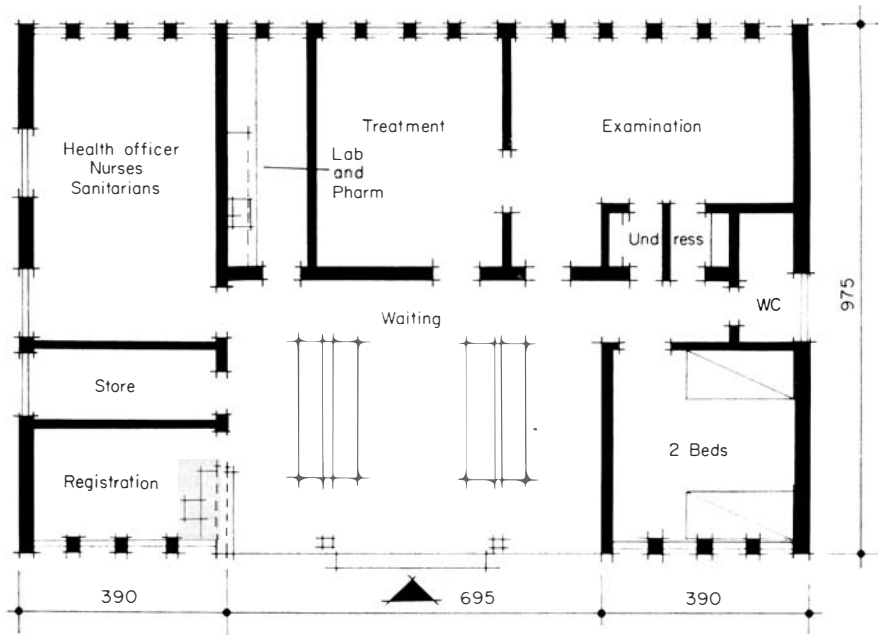 Treatment
Examination
Health officer
Nurses
Sanitarians
Lab
and
Pharm
Undress
WC
975
Waiting
Store
2 Beds
Registration
390
695
390